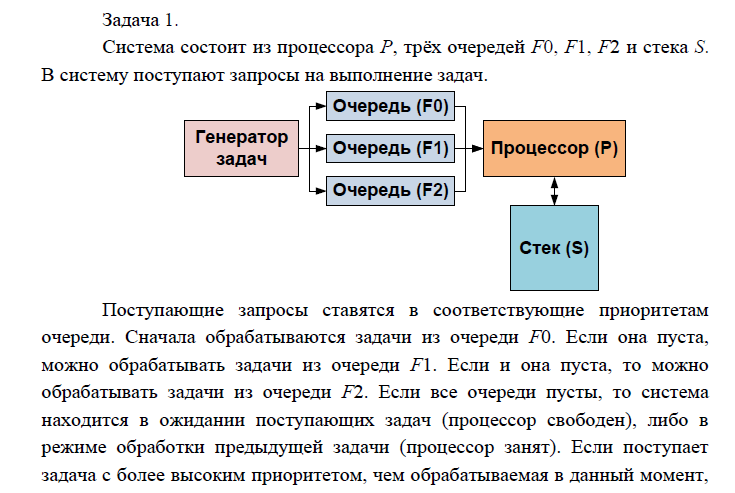 Задача 1.
Система состоит из процессора P, трёх очередей F0, F1, F2 и стека S.
В систему поступают запросы на выполнение задач.
Генератор
задач
Очередь (F0)
Очередь (F1)
Очередь (F2)
Процессор (P)
Стек (S)
Поступающие запросы ставятся в соответствующие приоритетам
очереди. Сначала обрабатываются задачи из очереди F0. Если она пуста,
можно обрабатывать задачи из очереди F1. Если и она пуста, то можно
обрабатывать задачи из очереди F2. Если все очереди пусты, то система
находится в ожидании поступающих задач (процессор свободен), либо в
режиме обработки предыдущей задачи (процессор занят). Если поступает
задача с более высоким приоритетом, чем обрабатываемая в данный момент,